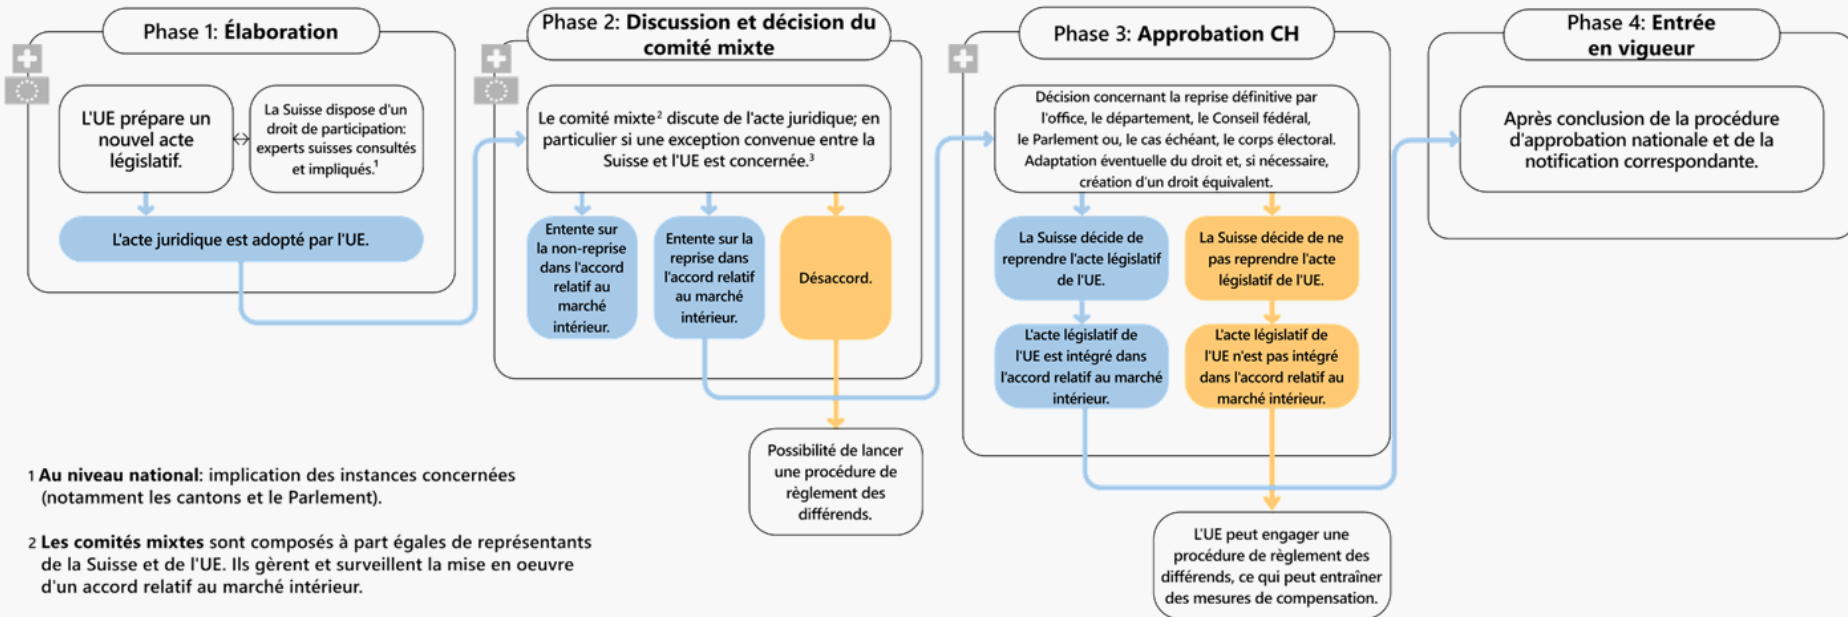 Phase 1: Élaboration
L'UE prépare un
nouvel acte
législatif.
La Suisse dispose d'un
droit de participation:
experts suisses consultés
et impliqués.¹
L'acte juridique est adopté par l'UE.
Phase 2: Discussion et décision du
comité mixte
Le comité mixte² discute de l'acte juridique; en
particulier si une exception convenue entre la
Suisse et l'UE est concernée.³
Entente sur
la non-reprise
dans l'accord
relatif au
marché
intérieur.
Entente sur la
reprise dans
l'accord relatif
au marché
intérieur.
Désaccord.
Possibilité de lancer
une procédure de
règlement des
différends.
Phase 3: Approbation CH
Décision concernant la reprise définitive par
l'office, le département, le Conseil fédéral,
le Parlement ou, le cas échéant, le corps électoral.
Adaptation éventuelle du droit et, si nécessaire,
création d'un droit équivalent.
La Suisse décide de
reprendre l'acte législatif
de l'UE.
La Suisse décide de ne
pas reprendre l'acte
législatif de l'UE.
L'acte législatif de
l'UE est intégré dans
l'accord relatif au marché
intérieur.
L'acte législatif de
l'UE n'est pas intégré
dans l'accord relatif au
marché intérieur.
L'UE peut engager une
procédure de règlement des
différends, ce qui peut entraîner
des mesures de compensation.
Phase 4: Entrée
en vigueur
Après conclusion de la procédure
d'approbation nationale et de la
notification correspondante.
1 Au niveau national: implication des instances concernées
(notamment les cantons et le Parlement).
2 Les comités mixtes sont composés à part égales de représentants
de la Suisse et de l'UE. Ils gèrent et surveillent la mise en oeuvre
d'un accord relatif au marché intérieur.